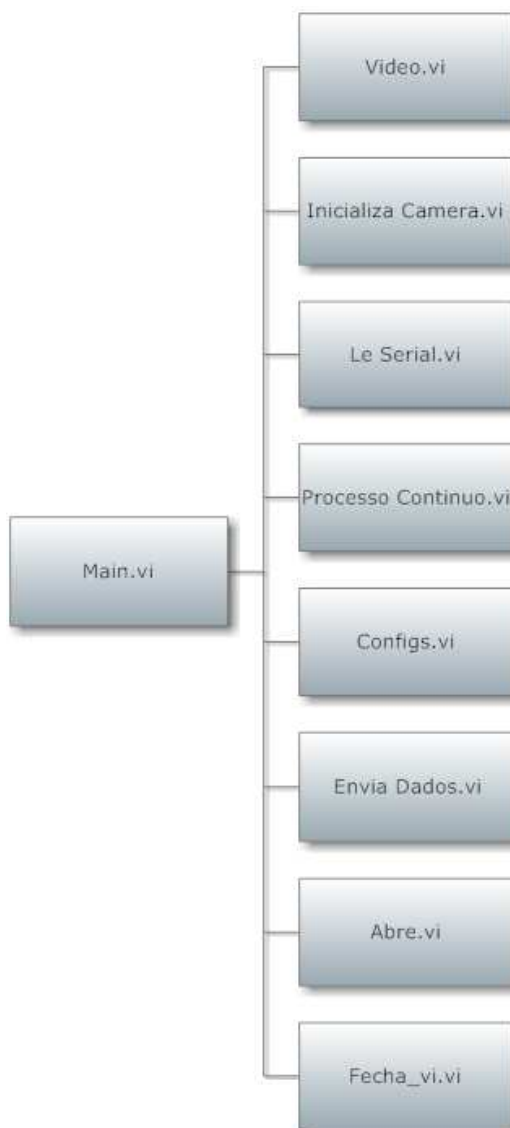 Video.vi
Inicializa Camera.vi
Le Serial.vi
Processo Continuo.vi
Main.vi
Configs.vi
Envia Dados.vi
Abre.vi
Fecha_vi.vi